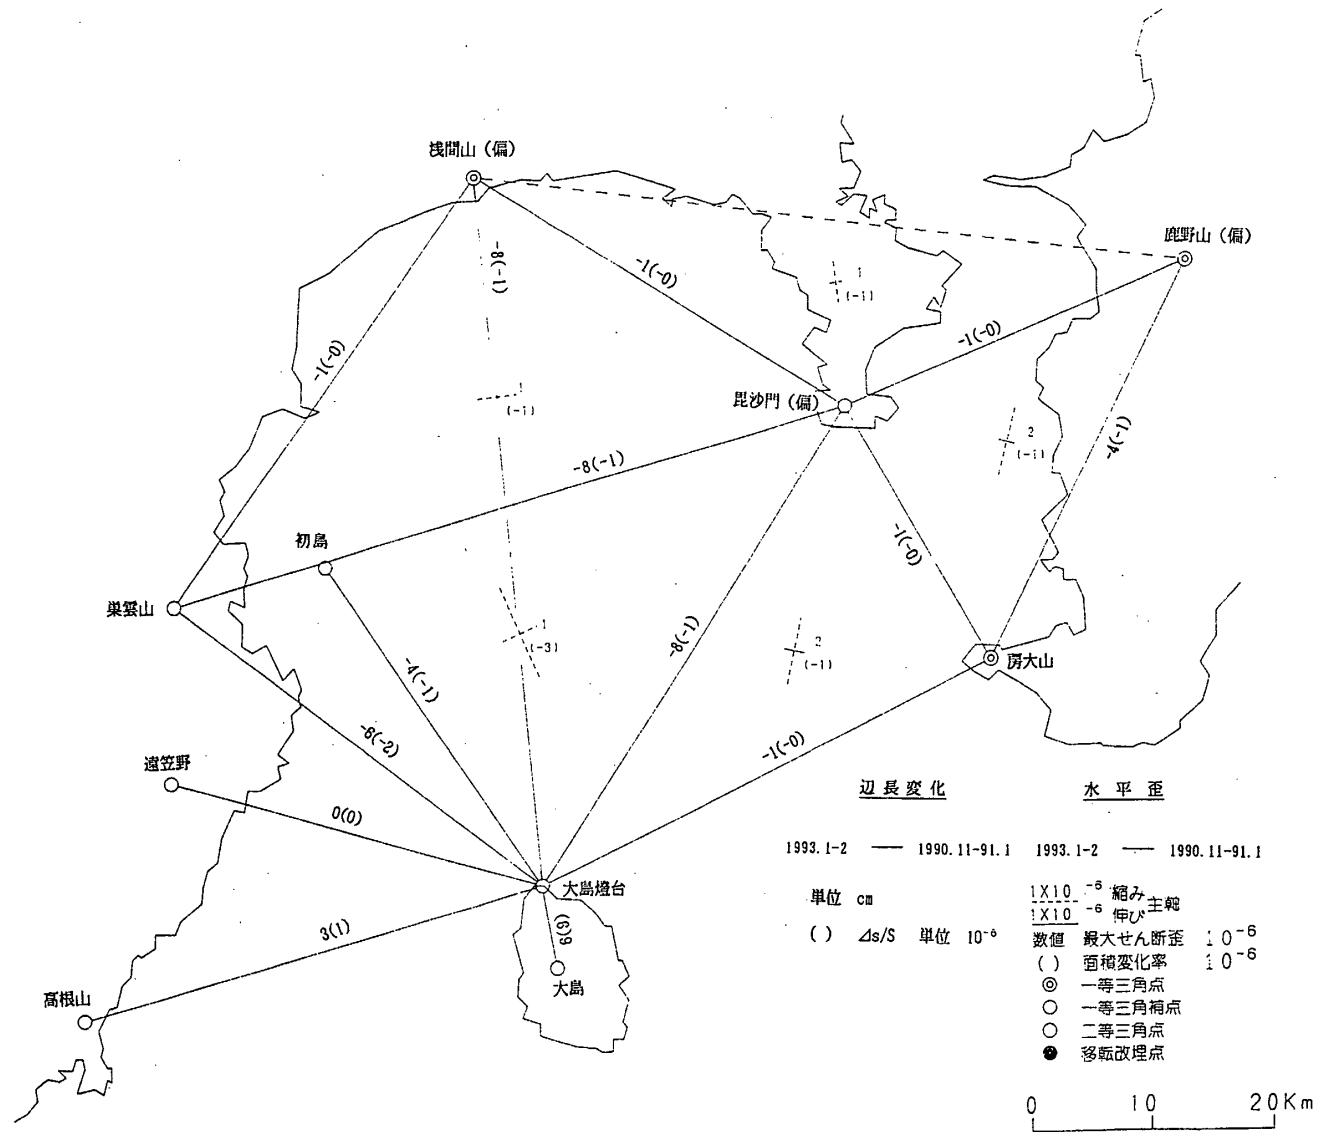 浅間山（偏）
鹿野山（偏）
-8(-1)
-1(-0)
1
(-1)
-1(-0)
-1(-0)
1
(-1)
毘沙門（偏）
2
(-1)
-4(-1)
-8(-1)
初島
-1(-0)
巣雲山
1
(-3)
-8(-1)
2
(-1)
房大山
-4(-1)
-6(-2)
-1(-0)
遠笠野
0(0)
大島燈台
3(1)
6(9)
大島
高根山
辺長変化
1993.1-2 ── 1990.11-91.1
単位 cm
( ) Δs/S 単位 10⁻⁶
水平歪
1993.1-2 ── 1990.11-91.1
1X10⁻⁶ 縮み
主軸
1X10⁻⁶ 伸び
数値 最大せん断歪 10⁻⁶
( ) 面積変化率 10⁻⁶
◎ 一等三角点
○ 一等三角補点
○ 二等三角点
● 移転改埋点
0 10 20Km